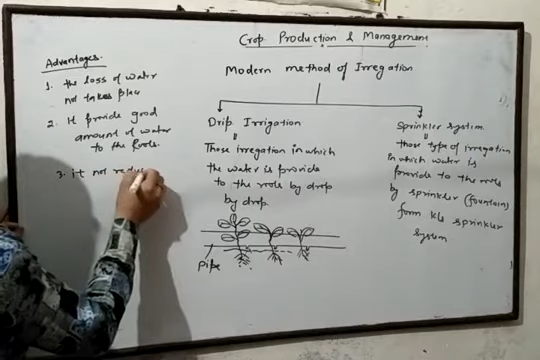 Crop Production & Management
Modern method of Irregation
Advantages.
1. the loss of water
not takes place
2. It provide good
amount of water
to the
3. it not
Drip Irrigation
Those irregation in which
the water is provide
to the roots by drop
by drop.
Pipe
Sprinkler system
those type of irregation
in which water is
provide to the roots
by sprinkler (fountain)
form kls sprinkler
system